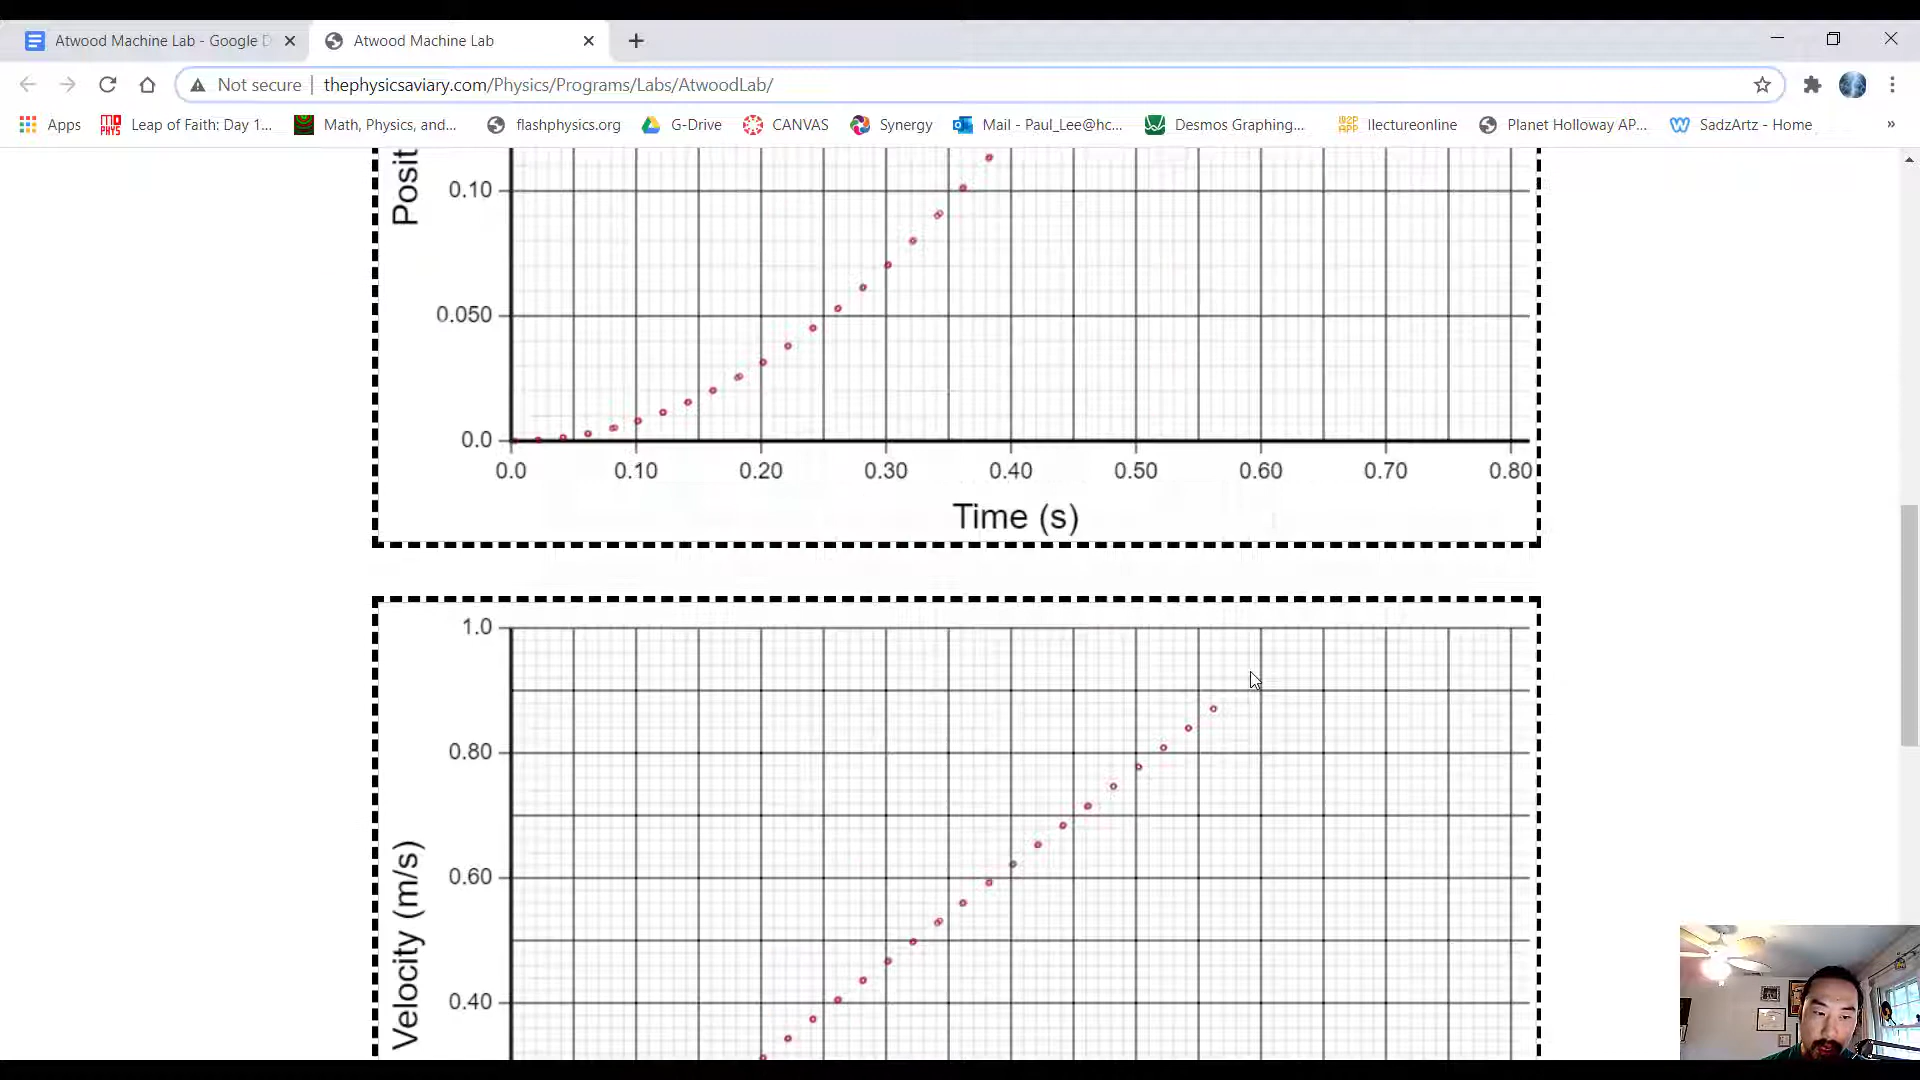 Atwood Machine Lab - Google D
Atwood Machine Lab
Not secure | thephysicsaviary.com/Physics/Programs/Labs/AtwoodLab/
Apps
MO PHYS Leap of Faith: Day 1...
Math, Physics, and...
flashphysics.org
G-Drive
CANVAS
Synergy
Mail - Paul_Lee@hc...
Desmos Graphing...
Ilectureonline
Planet Holloway AP...
SadzArtz - Home
»
Posit
0.10
0.050
0.0
0.0 0.10 0.20 0.30 0.40 0.50 0.60 0.70 0.80
Time (s)
1.0
0.80
0.60
0.40
Velocity (m/s)